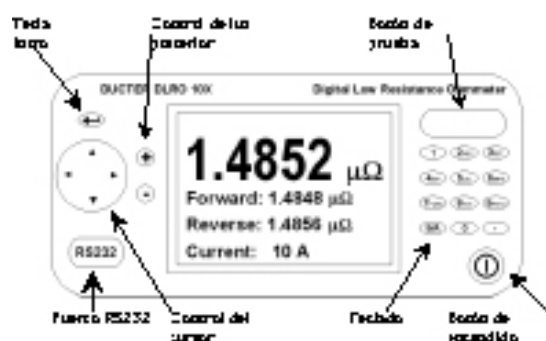 Tecla
Control de luz
posterior
Botón de
prueba
DUCTER DLRO 10X
Digital Low Resistance Ohmmeter
1.4852 μΩ
Forward: 1.4848 μΩ
Reverse: 1.4856 μΩ
Current: 10 A
RS232
Puerto RS232
Control del
cursor
Teclado
Botón de
encendido